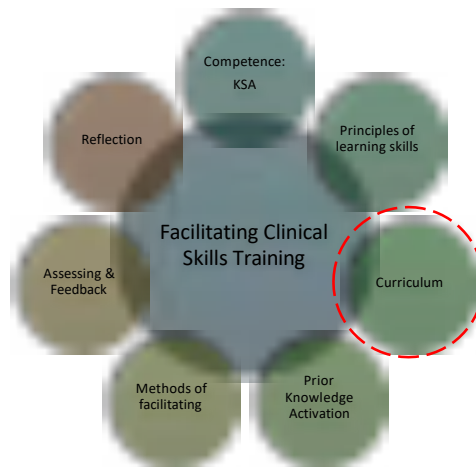 Competence:
KSA
Principles of
learning skills
Reflection
Facilitating Clinical
Skills Training
Curriculum
Assessing &
Feedback
Prior
Knowledge
Activation
Methods of
facilitating